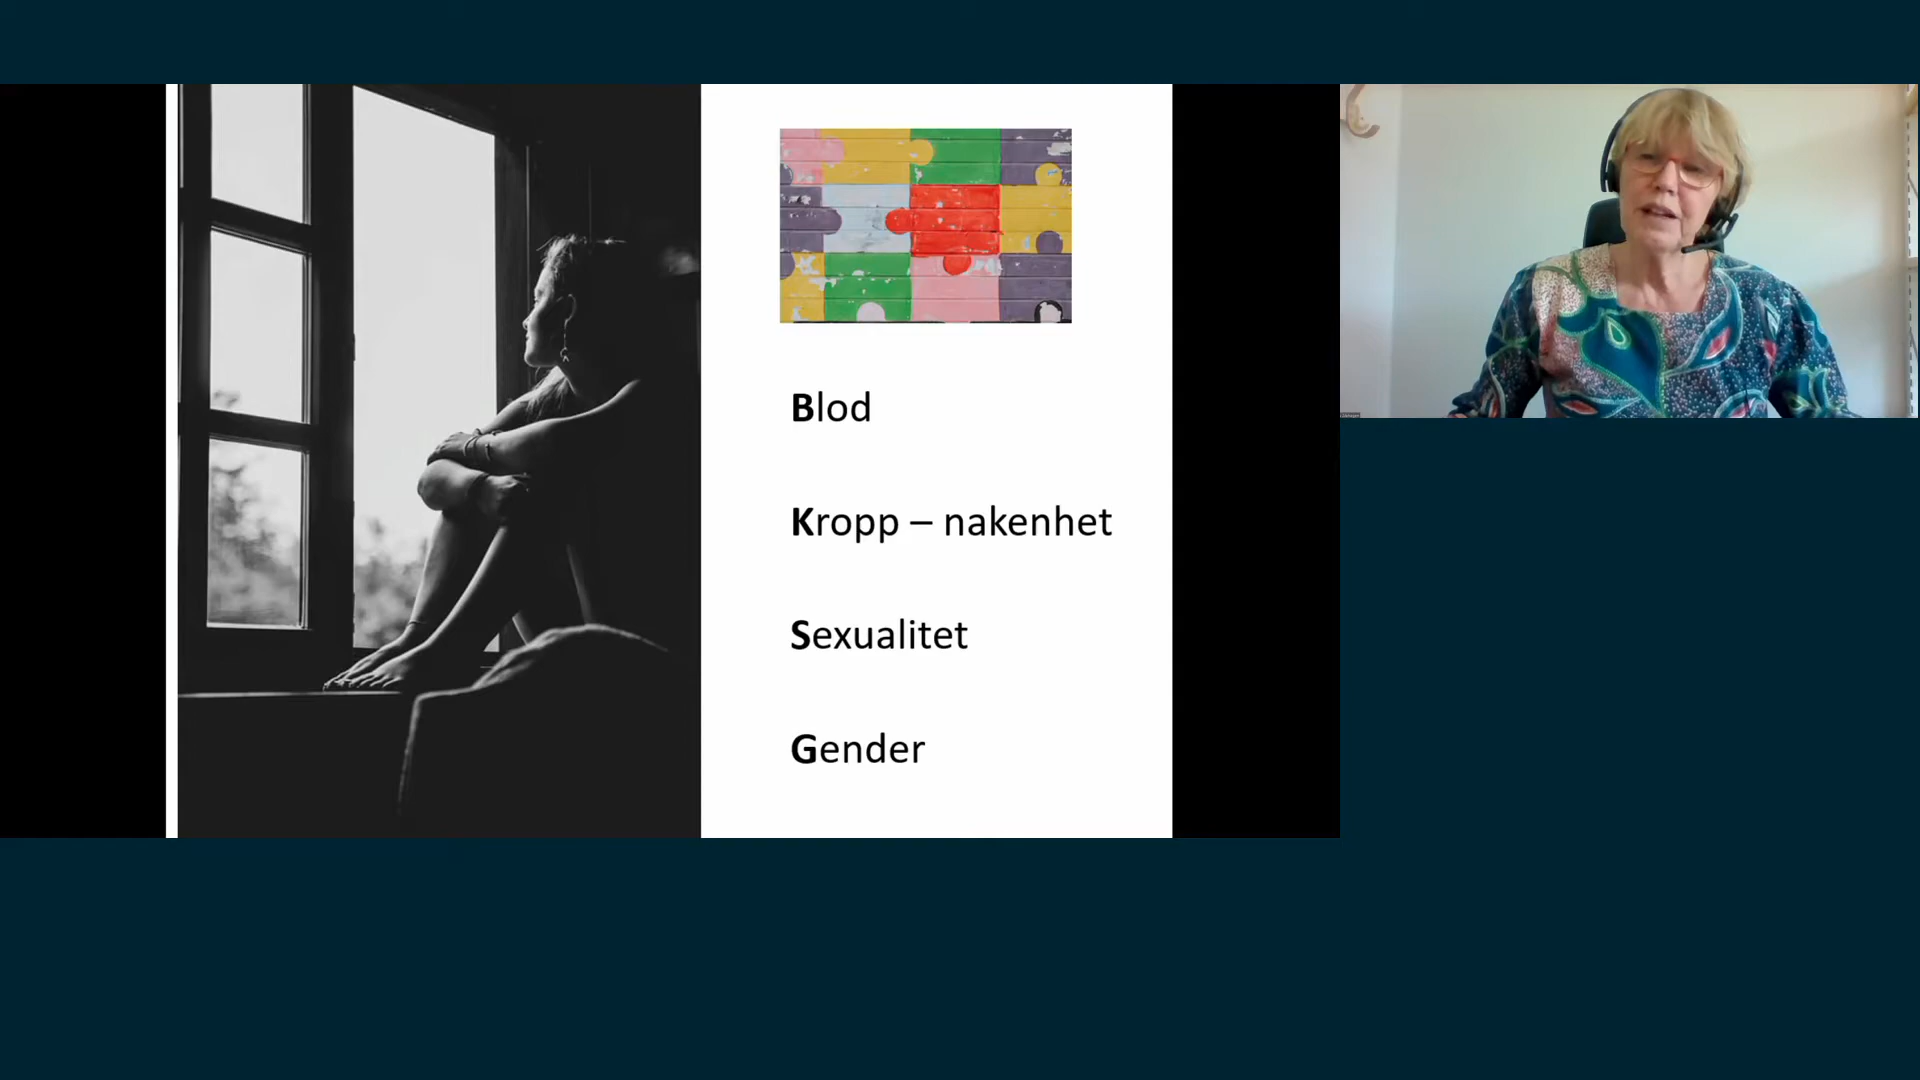 Blod
Kropp – nakenhet
Sexualitet
Gender